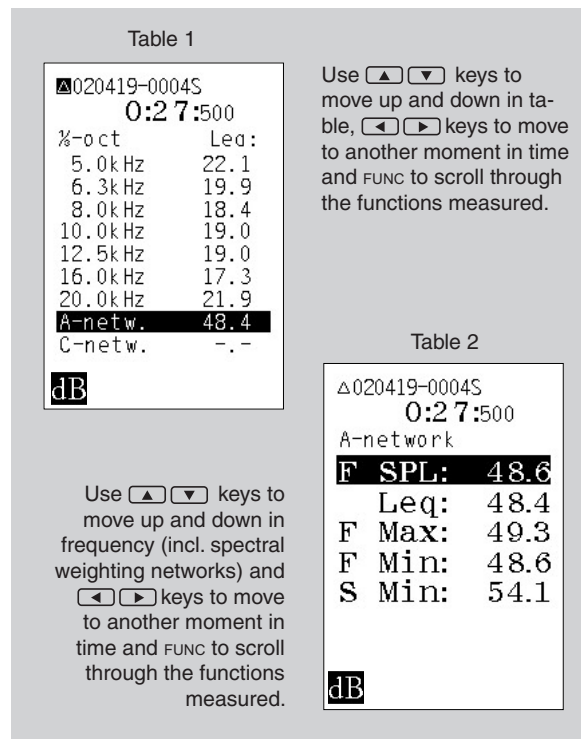 Table 1
020419-0004S
0:27:500
⅓-oct Leq:
5.0kHz 22.1
6.3kHz 19.9
8.0kHz 18.4
10.0kHz 19.0
12.5kHz 19.0
16.0kHz 17.3
20.0kHz 21.9
A-netw. 48.4
C-netw. -.-
dB
Use ▲ ▼ keys to
move up and down in ta-
ble, ◄ ► keys to move
to another moment in time
and FUNC to scroll through
the functions measured.
Table 2
△020419-0004S
0:27:500
A-network
F SPL: 48.6
Leq: 48.4
F Max: 49.3
F Min: 48.6
S Min: 54.1
dB
Use ▲ ▼ keys to
move up and down in
frequency (incl. spectral
weighting networks) and
◄ ► keys to move
to another moment in
time and FUNC to scroll
through the functions
measured.